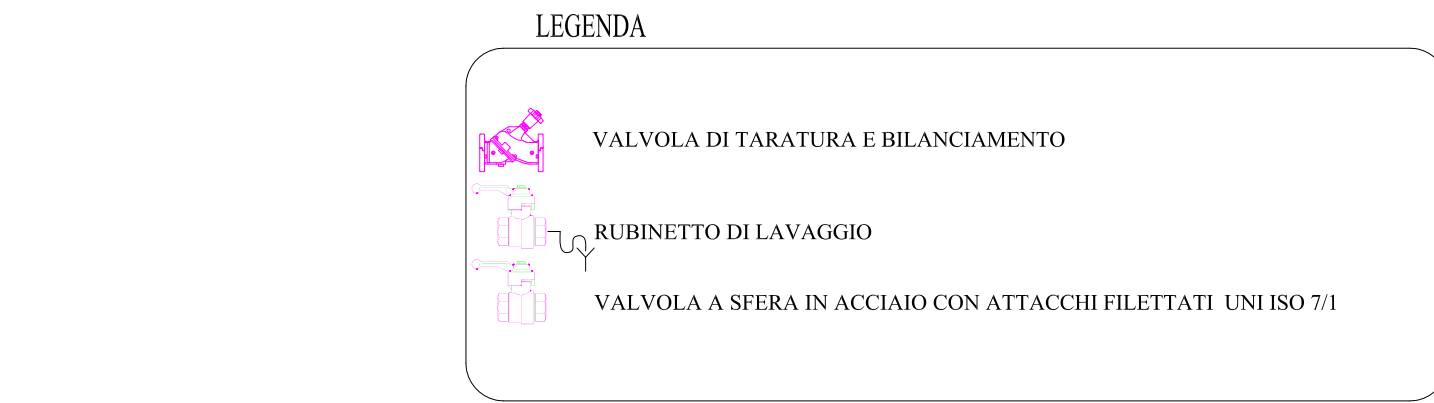 LEGENDA
VALVOLA DI TARATURA E BILANCIAMENTO
RUBINETTO DI LAVAGGIO
VALVOLA A SFERA IN ACCIAIO CON ATTACCHI FILETTATI UNI ISO 7/1